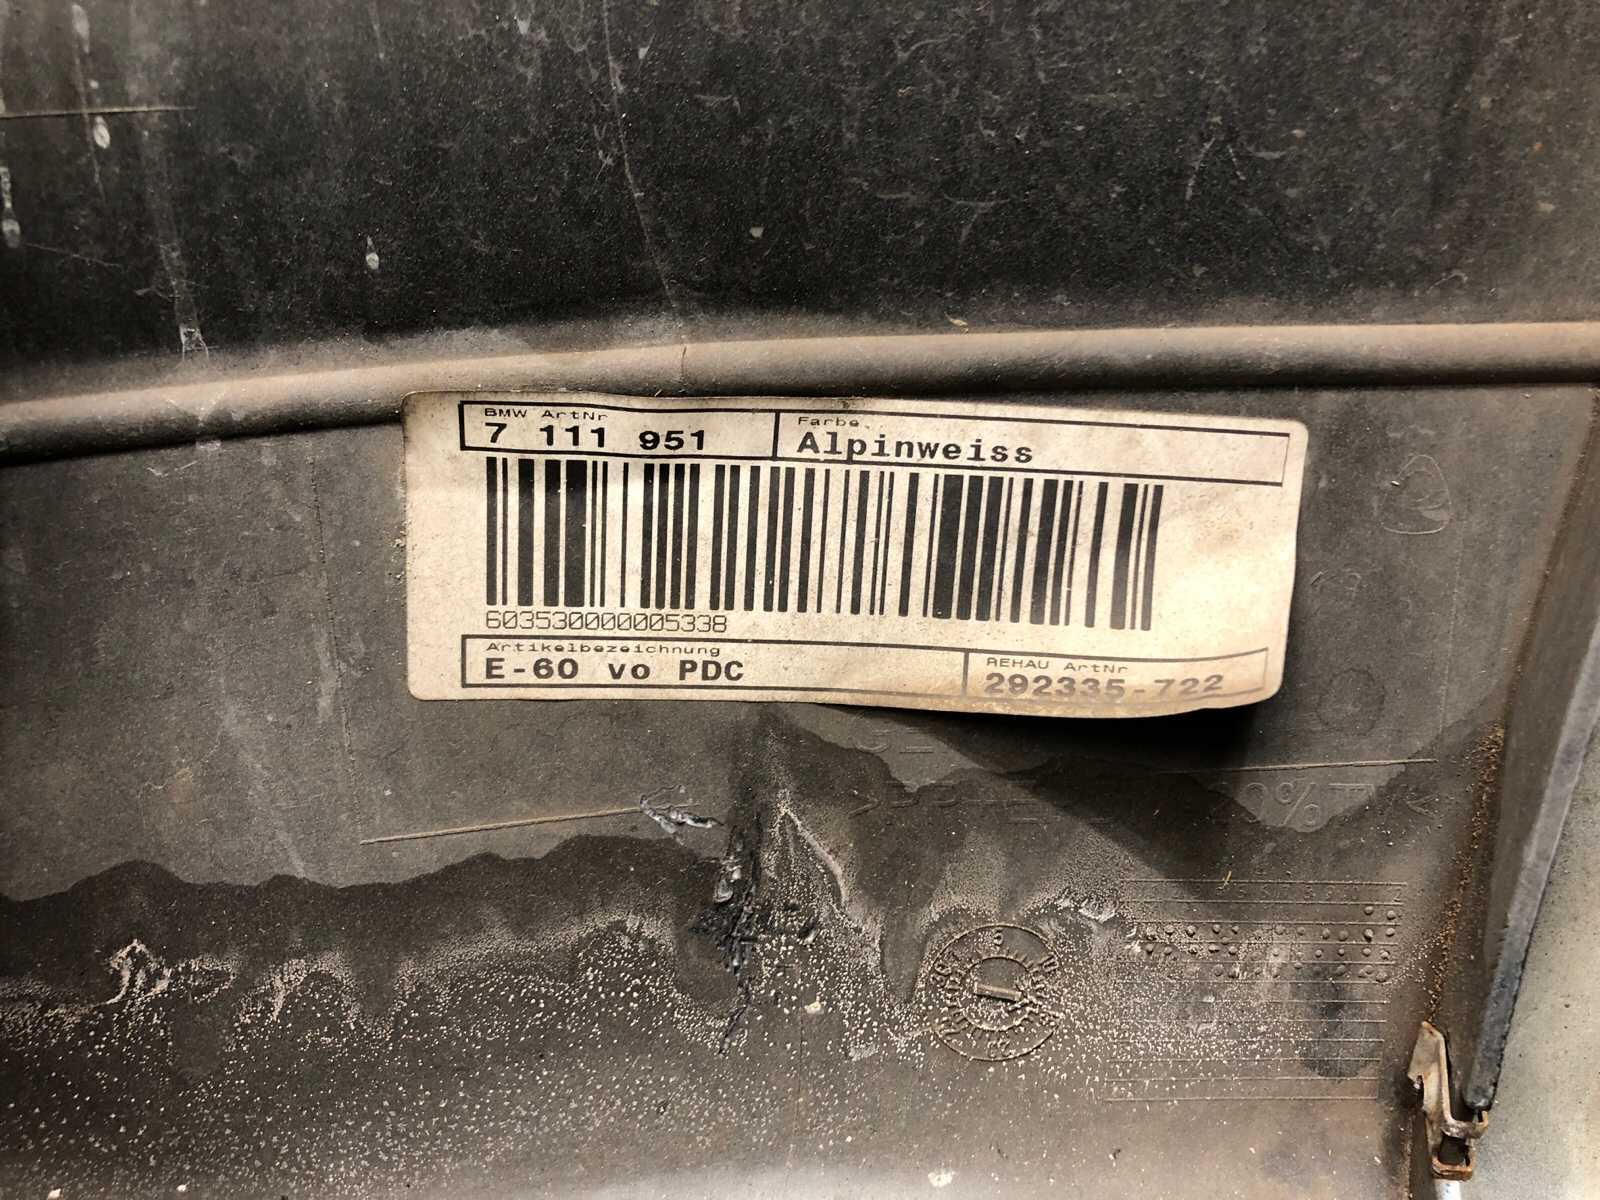 BMW ArtNr
7 111 951
Farbe
Alpinweiss
603530000005338
Artikelbezeichnung
E-60 vo PDC
REHAU ArtNr
292335-722